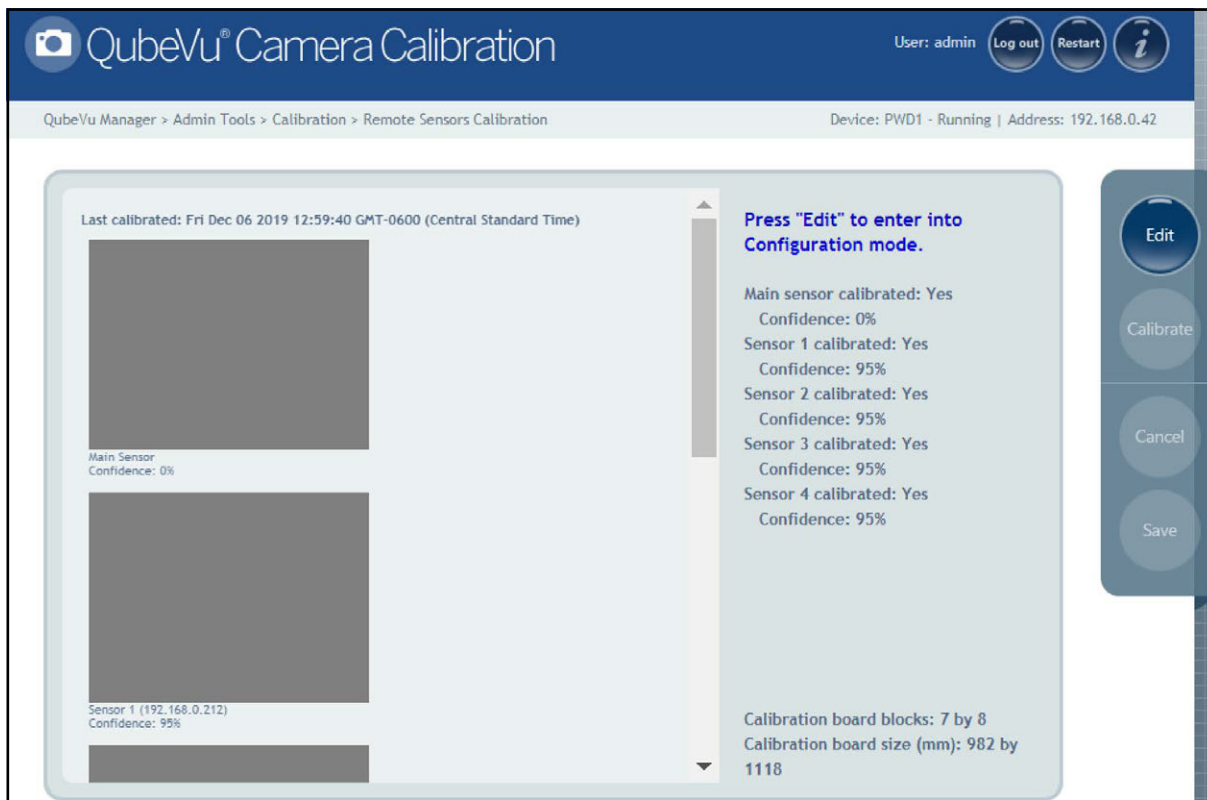 QubeVu® Camera Calibration
User: admin
Log out
Restart
i
QubeVu Manager > Admin Tools > Calibration > Remote Sensors Calibration
Device: PWD1 - Running | Address: 192.168.0.42
Last calibrated: Fri Dec 06 2019 12:59:40 GMT-0600 (Central Standard Time)
Main Sensor
Confidence: 0%
Sensor 1 (192.168.0.212)
Confidence: 95%
Press "Edit" to enter into
Configuration mode.
Main sensor calibrated: Yes
Confidence: 0%
Sensor 1 calibrated: Yes
Confidence: 95%
Sensor 2 calibrated: Yes
Confidence: 95%
Sensor 3 calibrated: Yes
Confidence: 95%
Sensor 4 calibrated: Yes
Confidence: 95%
Calibration board blocks: 7 by 8
Calibration board size (mm): 982 by
1118
Edit
Calibrate
Cancel
Save